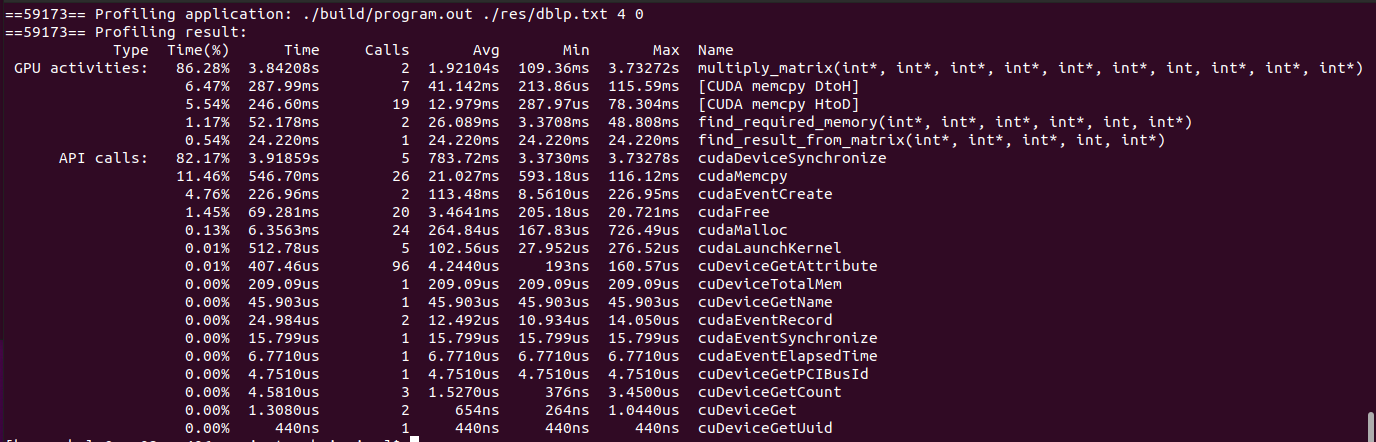 ==59173== Profiling application: ./build/program.out ./res/dblp.txt 4 0
==59173== Profiling result:
Type Time(%) Time Calls Avg Min Max Name
GPU activities: 86.28% 3.84208s 2 1.92104s 109.36ms 3.73272s multiply_matrix(int*, int*, int*, int*, int*, int*, int, int*, int*, int*)
6.47% 287.99ms 7 41.142ms 213.86us 115.59ms [CUDA memcpy DtoH]
5.54% 246.60ms 19 12.979ms 287.97us 78.304ms [CUDA memcpy HtoD]
1.17% 52.178ms 2 26.089ms 3.3708ms 48.808ms find_required_memory(int*, int*, int*, int*, int, int*)
0.54% 24.220ms 1 24.220ms 24.220ms 24.220ms find_result_from_matrix(int*, int*, int*, int, int*)
API calls: 82.17% 3.91859s 5 783.72ms 3.3730ms 3.73278s cudaDeviceSynchronize
11.46% 546.70ms 26 21.027ms 593.18us 116.12ms cudaMemcpy
4.76% 226.96ms 2 113.48ms 8.5610us 226.95ms cudaEventCreate
1.45% 69.281ms 20 3.4641ms 205.18us 20.721ms cudaFree
0.13% 6.3563ms 24 264.84us 167.83us 726.49us cudaMalloc
0.01% 512.78us 5 102.56us 27.952us 276.52us cudaLaunchKernel
0.01% 407.46us 96 4.2440us 193ns 160.57us cuDeviceGetAttribute
0.00% 209.09us 1 209.09us 209.09us 209.09us cuDeviceTotalMem
0.00% 45.903us 1 45.903us 45.903us 45.903us cuDeviceGetName
0.00% 24.984us 2 12.492us 10.934us 14.050us cudaEventRecord
0.00% 15.799us 1 15.799us 15.799us 15.799us cudaEventSynchronize
0.00% 6.7710us 1 6.7710us 6.7710us 6.7710us cudaEventElapsedTime
0.00% 4.7510us 1 4.7510us 4.7510us 4.7510us cuDeviceGetPCIBusId
0.00% 4.5810us 3 1.5270us 376ns 3.4500us cuDeviceGetCount
0.00% 1.3080us 2 654ns 264ns 1.0440us cuDeviceGet
0.00% 440ns 1 440ns 440ns 440ns cuDeviceGetUuid